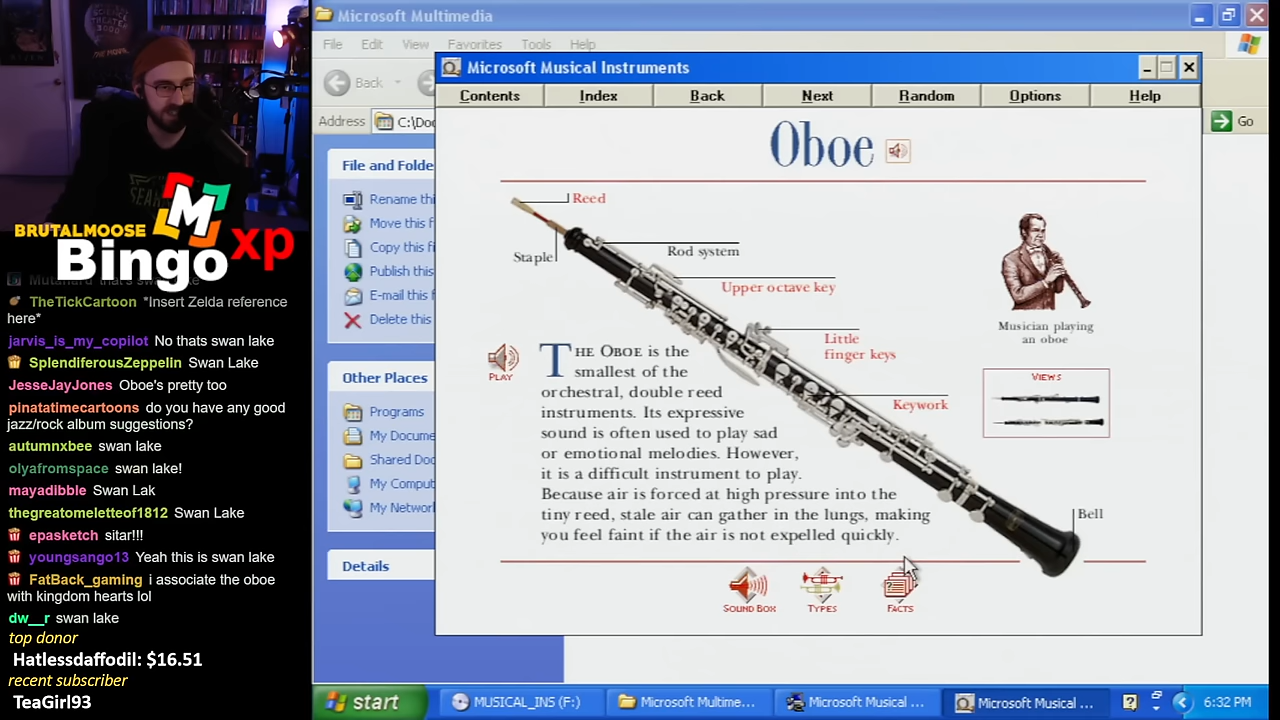 SCIENCE
THEATER
3000
BRUTALMOOSE
M
Bingo
xp
Mutahard that's swan lake
TheTickCartoon *Insert Zelda reference
here*
jarvis_is_my_copilot No thats swan lake
SplendiferousZeppelin Swan Lake
JesseJayJones Oboe's pretty too
pinatatimecartoons do you have any good
jazz/rock album suggestions?
autumnxbee swan lake
olyafromspace swan lake!
mayadibble Swan Lak
thegreatomeletteof1812 Swan Lake
epasketch sitar!!!
youngsango13 Yeah this is swan lake
FatBack_gaming i associate the oboe
with kingdom hearts lol
dw__r swan lake
top donor
Hatlessdaffodil: $16.51
recent subscriber
TeaGirl93
Microsoft Multimedia
File Edit View Favorites Tools Help
Back
Address C:\Doc
Go
File and Folde
Rename thi
Move this f
Copy this fi
Publish this
E-mail this f
Delete this
Other Places
Programs
My Docume
Shared Doc
My Comput
My Network
Details
Microsoft Musical Instruments
Contents Index Back Next Random Options Help
Oboe
Reed
Staple
Rod system
Upper octave key
Little
finger keys
Keywork
Bell
Musician playing
an oboe
VIEWS
PLAY
THE OBOE is the
smallest of the
orchestral, double reed
instruments. Its expressive
sound is often used to play sad
or emotional melodies. However,
it is a difficult instrument to play.
Because air is forced at high pressure into the
tiny reed, stale air can gather in the lungs, making
you feel faint if the air is not expelled quickly.
SOUND BOX TYPES FACTS
start MUSICAL_INS (F:) Microsoft Multime... Microsoft Musical ... Microsoft Musical ... 6:32 PM